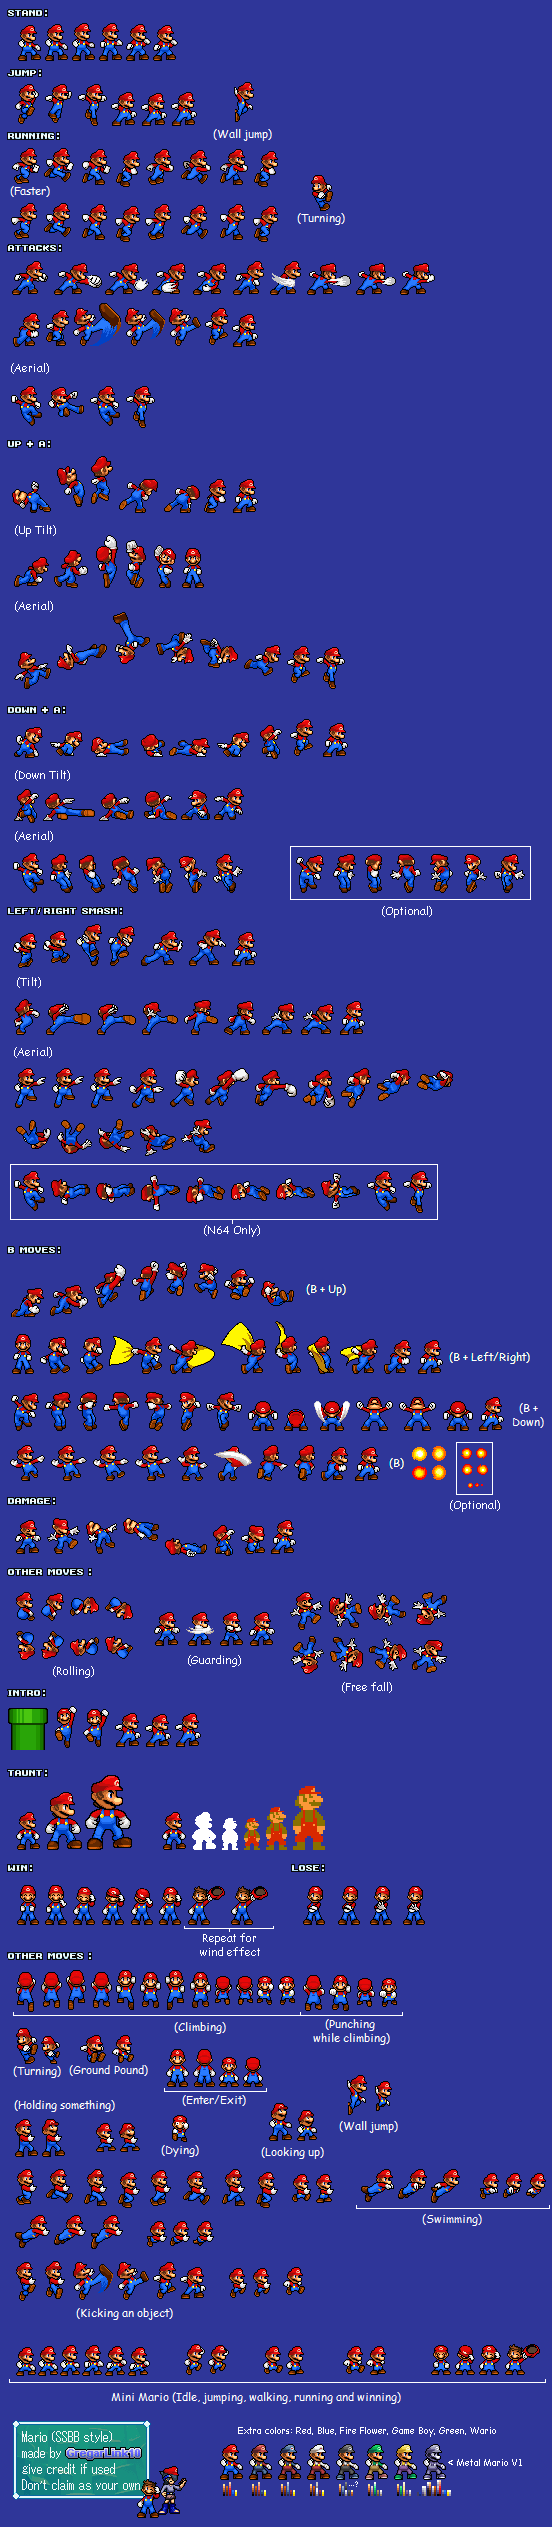 STAND:
JUMP:
(Wall jump)
RUNNING:
(Faster)
(Turning)
ATTACKS:
(Aerial)
UP + A:
(Up Tilt)
(Aerial)
DOWN + A:
(Down Tilt)
(Aerial)
(Optional)
LEFT/RIGHT SMASH:
(Tilt)
(Aerial)
(N64 Only)
B MOVES:
(B + Up)
(B + Left/Right)
(B +
Down)
(B)
(Optional)
DAMAGE:
OTHER MOVES :
(Rolling)
(Guarding)
(Free fall)
INTRO:
TAUNT:
WIN:
LOSE:
Repeat for
wind effect
OTHER MOVES :
(Climbing)
(Punching
while climbing)
(Turning)
(Ground Pound)
(Enter/Exit)
(Holding something)
(Wall jump)
(Dying)
(Looking up)
(Swimming)
(Kicking an object)
Mini Mario (Idle, jumping, walking, running and winning)
Mario (SSBB style)
made by GregarLink10
give credit if used
Don't claim as your own
Extra colors: Red, Blue, Fire Flower, Game Boy, Green, Wario
< Metal Mario V1
...?